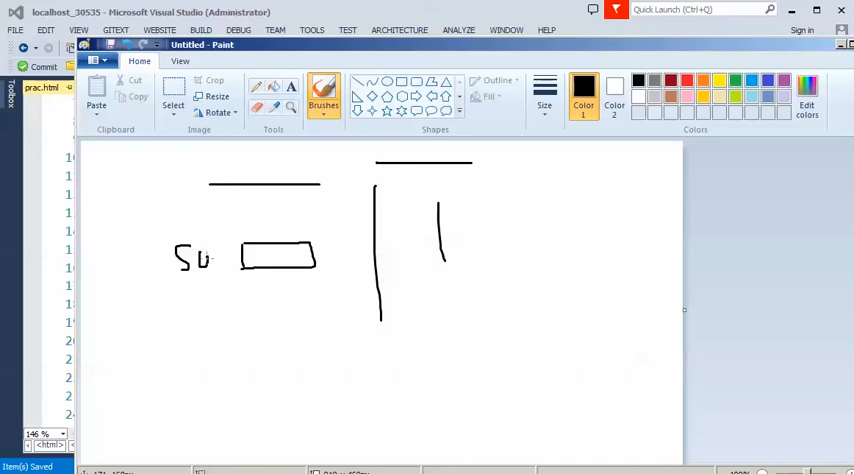 localhost_30535 - Microsoft Visual Studio (Administrator)
Quick Launch (Ctrl+Q)
FILE EDIT VIEW GITEXT WEBSITE BUILD DEBUG TEAM SQL TOOLS TEST ARCHITECTURE ANALYZE WINDOW HELP
Sign in
Untitled - Paint
Home View
Commit
Toolbox
prac.html
Paste
Cut
Copy
Clipboard
Select
Crop
Resize
Rotate
Image
A
Tools
Brushes
Outline
Fill
Shapes
Size
Color 1
Color 2
Edit colors
Colors
SU
146 %
<html>
Item(s) Saved